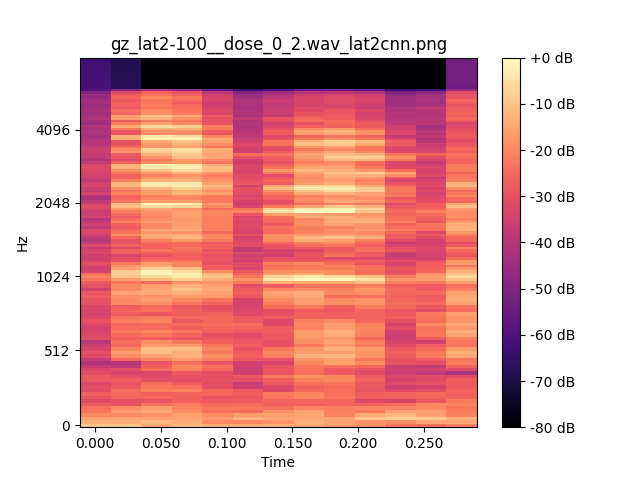 gz_lat2-100__dose_0_2.wav_lat2cnn.png
Hz
4096
2048
1024
512
0
0.000 0.050 0.100 0.150 0.200 0.250
Time
+0 dB
-10 dB
-20 dB
-30 dB
-40 dB
-50 dB
-60 dB
-70 dB
-80 dB